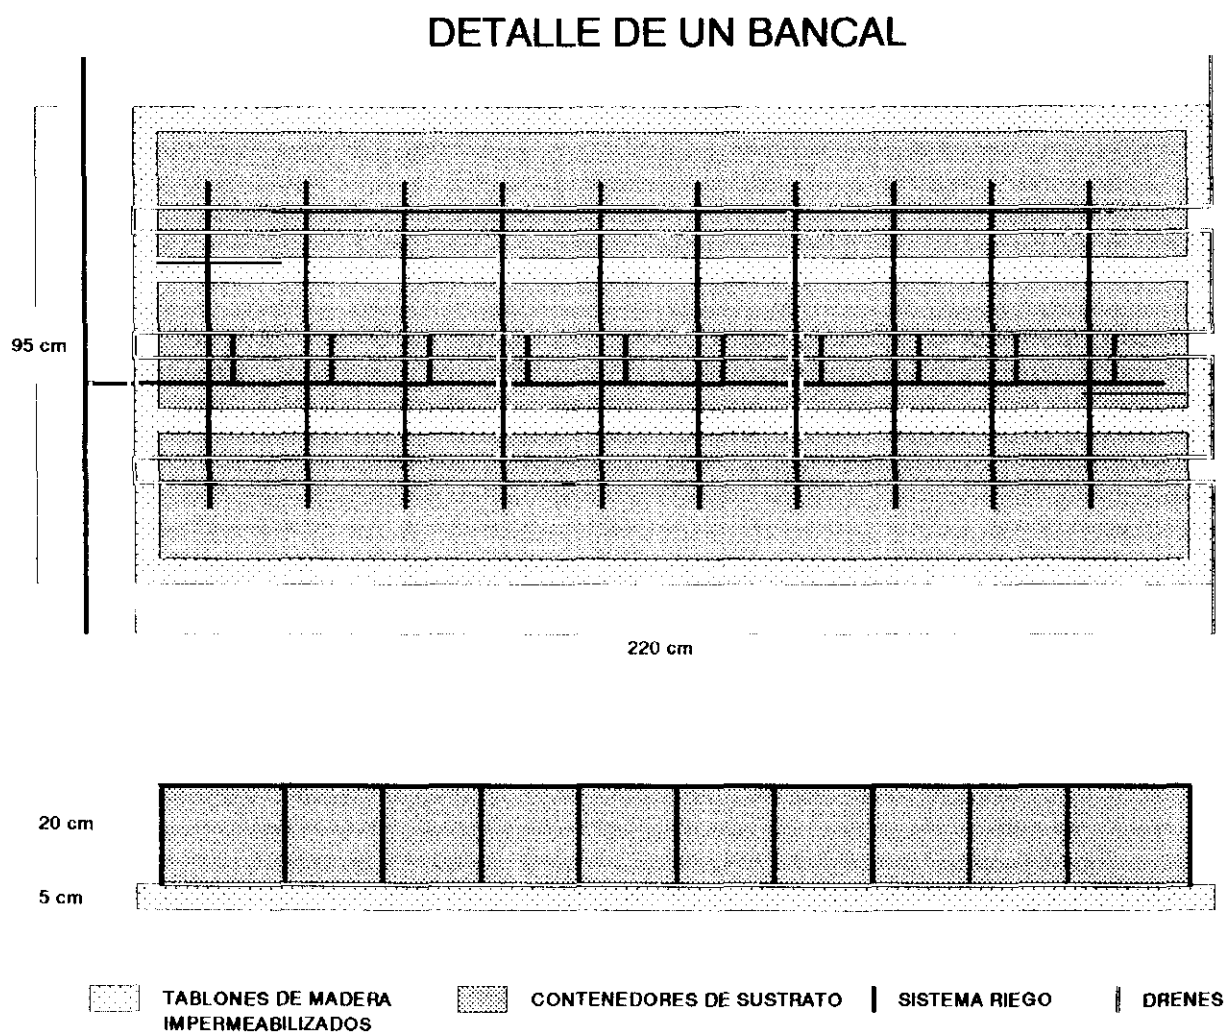 DETALLE DE UN BANCAL
95 cm
220 cm
20 cm
5 cm
TABLONES DE MADERA
IMPERMEABILIZADOS
CONTENEDORES DE SUSTRATO
SISTEMA RIEGO
DRENES